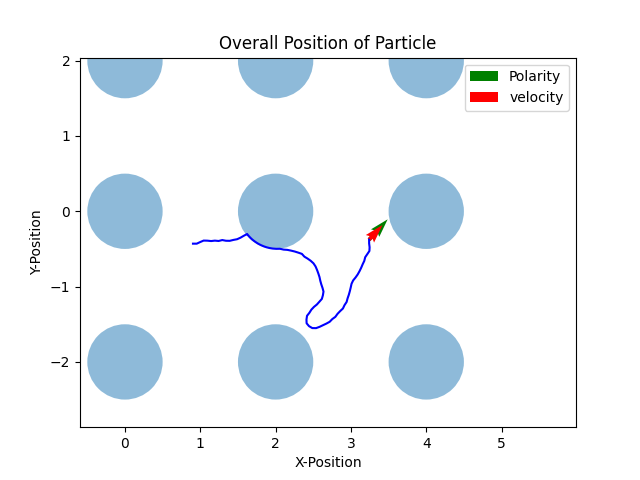 Overall Position of Particle
Polarity
velocity
2
1
0
−1
−2
Y-Position
0 1 2 3 4 5
X-Position